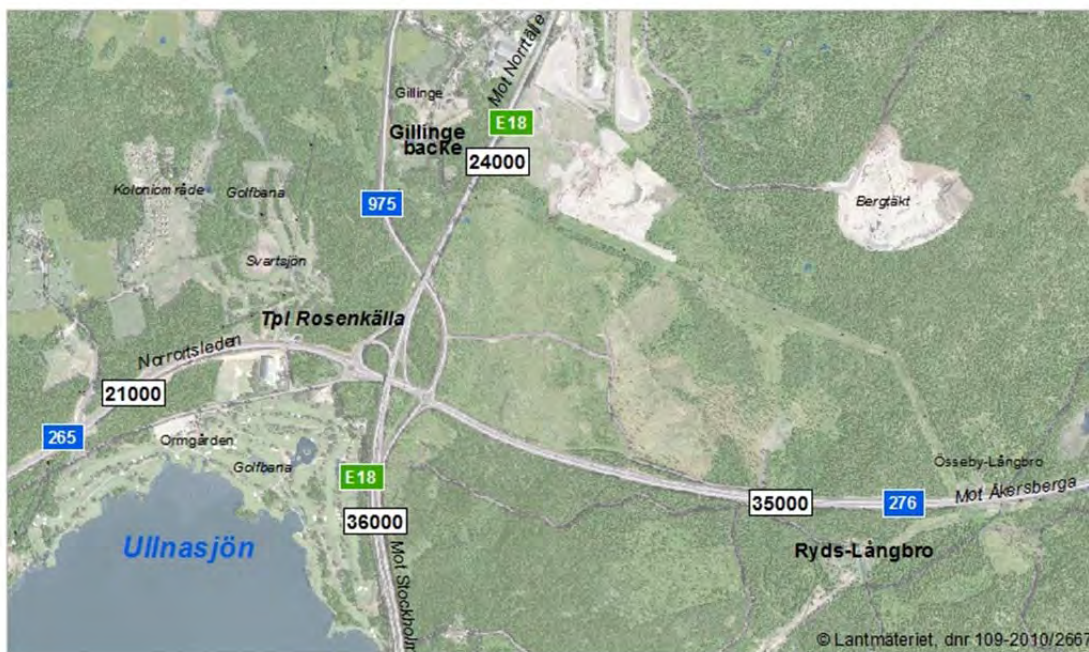 Mot Norrtälje
Gillinge
Gillinge
backe
E18
24000
Koloniområde
Golfbana
975
Bergtäkt
Svartsjön
Tpl Rosenkälla
Norrortsleden
21000
265
Ormgården
Golfbana
E18
36000
Ullnasjön
Mot Stockholm
Össeby-Långbro
35000
276
Mot Åkersberga
Ryds-Långbro
© Lantmäteriet, dnr 109-2010/2667